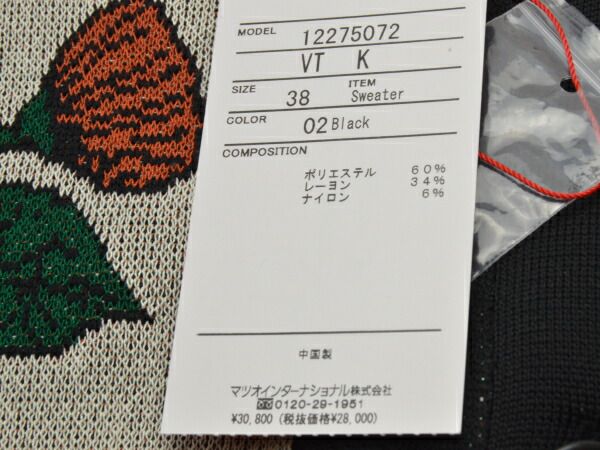 MODEL 12275072
VT K
SIZE 38 ITEM Sweater
COLOR 02 Black
COMPOSITION
ポリエステル 60%
レーヨン 34%
ナイロン 6%
中国製
マツオインターナショナル株式会社
0120-29-1951
¥30,800 (税抜価格¥28,000)